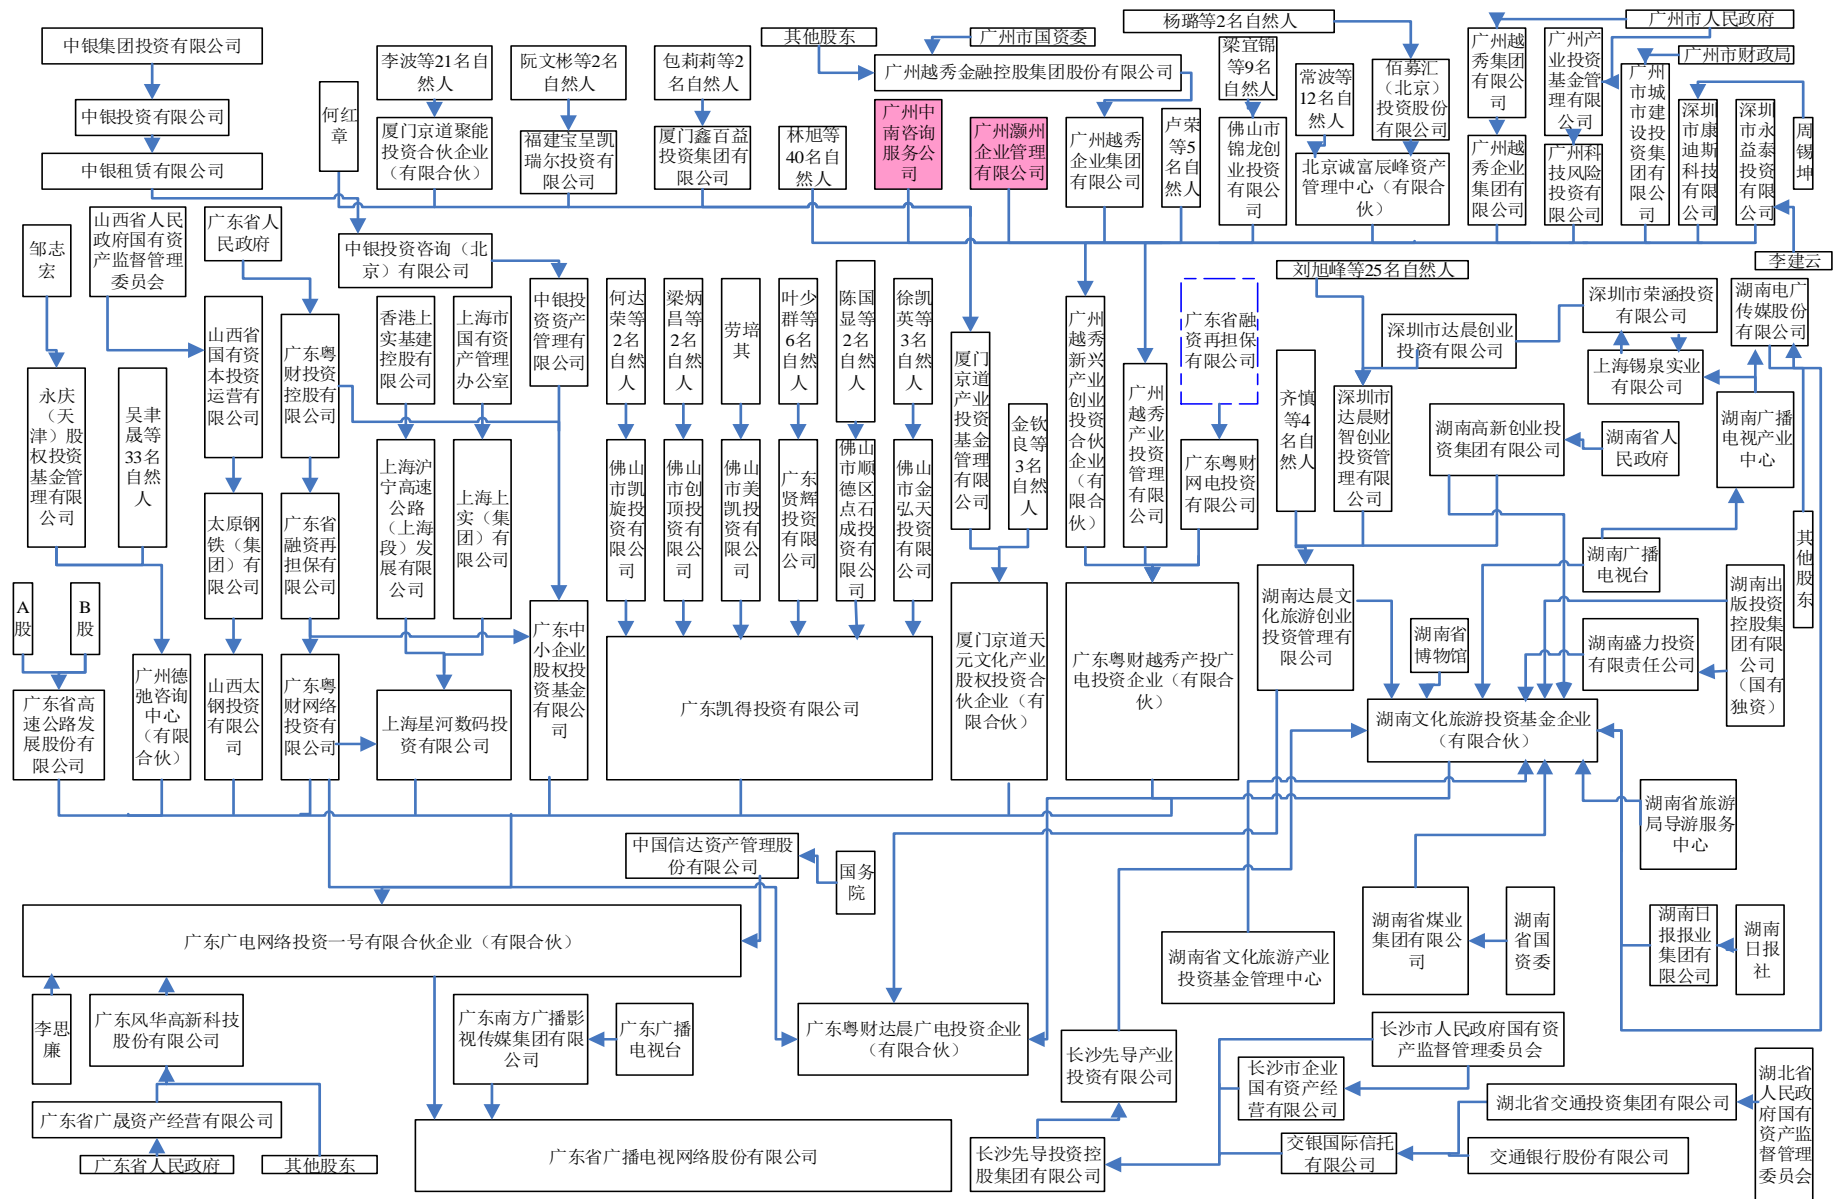 中银集团投资有限公司
中银投资有限公司
中银租赁有限公司
何红
章
李波等21名自
然人
厦门京道聚能
投资合伙企业
（有限合伙）
阮文彬等2名
自然人
福建宝呈凯
瑞尔投资有
限公司
包莉莉等2
名自然人
厦门鑫百益
投资集团有
限公司
其他股东
广州市国资委
广州越秀金融控股集团股份有限公司
林旭等
40名自
然人
广州中
南咨询
服务公
司
广州灏州
企业管理
有限公司
广州越秀
企业集团有
限公司
卢荣
等5
名自
然人
杨璐等2名自然人
梁宜锦
等9名
自然人
佛山市
锦龙创
业投资
有限公
司
常波等
12名自
然人
佰募汇
（北京）
投资股份
有限公司
北京诚富辰峰资产
管理中心（有限合
伙）
广州市人民政府
广州越
秀集团
有限公
司
广州越
秀企业
集团有
限公司
广州产
业投资
基金管
理有限
公司
广州科
技风险
投资有
限公司
广州市财政局
广州
市城
市建
设投
资集
团有
限公
司
深圳
市康
迪斯
科技
有限
公司
深圳
市永
益泰
投资
有限
公司
周
锡
坤
李建云
邹志
宏
山西省人民
政府国有资
产监督管理
委员会
广东省人
民政府
中银投资咨询（北
京）有限公司
永庆
（天
津）股
权投资
基金管
理有限
公司
吴聿
晟等
33名
自然
人
山西省
国有资
本投资
运营有
限公司
广东粤
财投资
控股有
限公司
香港上
实基建
控股有
限公司
上海市
国有资
产管理
办公室
中银投
资资产
管理有
限公司
何达
荣等
2名
自然
人
梁炳
昌等
2名
自然
人
劳培
其
叶少
群等
6名
自然
人
陈国
显等
2名
自然
人
徐凯
英等
3名
自然
人
厦门
京道
产业
投资
基金
管理
有限
公司
金钦
良等
3名
自然
人
广州
越秀
新兴
产业
创业
投资
合伙
企业
（有限
合伙）
广州
越秀
产业
投资
管理
有限
公司
广东省融
资再担保
有限公司
广东粤财
网电投资
有限公司
刘旭峰等25名自然人
深圳市达晨创业
投资有限公司
深圳市荣涵投资
有限公司
湖南电广
传媒股份
有限公司
上海锡泉实业
有限公司
齐慎
等4
名自
然人
深圳市
达晨财
智创业
投资管
理有限
公司
湖南高新创业投
资集团有限公司
湖南省人
民政府
湖南广播
电视产业
中心
湖南广播
电视台
其
他
股
东
太原钢
铁（集
团）有
限公司
广东省
融资再
担保有
限公司
上海沪
宁高速
公路
（上海
段）发
展有限
公司
上海上
实（集
团）有
限公司
佛山
市凯
旋投
资有
限公
司
佛山
市创
顶投
资有
限公
司
佛山
市美
凯投
资有
限公
司
广东
贤辉
投资
有限
公司
佛山
市顺
德区
点石
成投
资有
限公
司
佛山
市金
弘天
投资
有限
公司
A
股
B
股
广东省高
速公路发
展股份有
限公司
广州德
弛咨询
中心
（有限
合伙）
山西太
钢投资
有限公
司
广东粤
财网络
投资有
限公司
上海星河数码投
资有限公司
广东中
小企业
股权投
资基金
有限公
司
广东凯得投资有限公司
厦门京道天
元文化产业
股权投资合
伙企业（有
限合伙）
广东粤财越秀产投广
电投资企业（有限合
伙）
湖南达晨文
化旅游创业
投资管理有
限公司
湖南省
博物馆
湖南盛力投资
有限责任公司
湖南出
版投资
控股集
团有限
公司
（国有
独资）
湖南文化旅游投资基金企业
（有限合伙）
湖南省旅游
局导游服务
中心
中国信达资产管理股
份有限公司
国务
院
广东广电网络投资一号有限合伙企业（有限合伙）
湖南省文化旅游产业
投资基金管理中心
湖南省煤业
集团有限公
司
湖南
省国
资委
湖南日
报报业
集团有
限公司
湖南
日报
社
李思
廉
广东风华高新科技
股份有限公司
广东南方广播影
视传媒集团有限
公司
广东广播
电视台
广东粤财达晨广电投资企业
（有限合伙）
长沙先导产业
投资有限公司
长沙市人民政府国有资
产监督管理委员会
长沙市企业
国有资产经
营有限公司
湖北省交通投资集团有限公司
湖北省
人民政
府国有
资产监
督管理
委员会
广东省广晟资产经营有限公司
广东省人民政府
其他股东
广东省广播电视网络股份有限公司
长沙先导投资控
股集团有限公司
交银国际信托
有限公司
交通银行股份有限公司